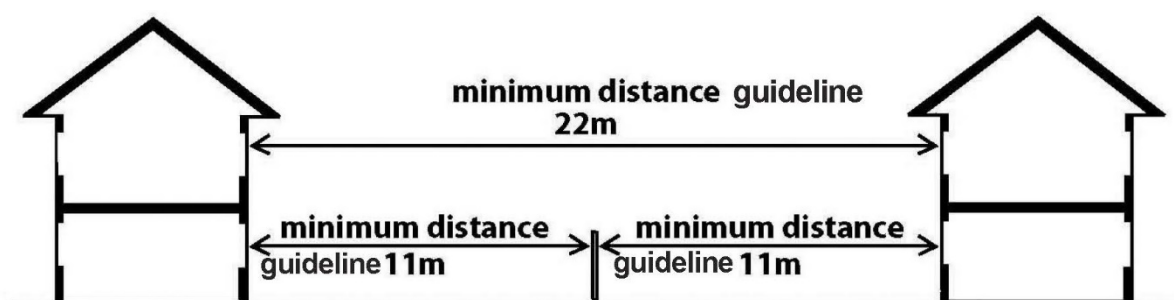 minimum distance guideline
22m
minimum distance
guideline 11m
minimum distance
guideline 11m